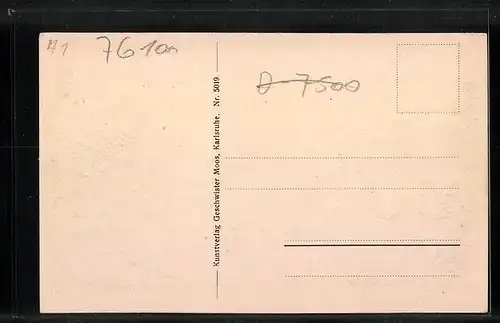 A1 76100
D 7500
Kunstverlag Geschwister Moos, Karlsruhe. Nr. 5019